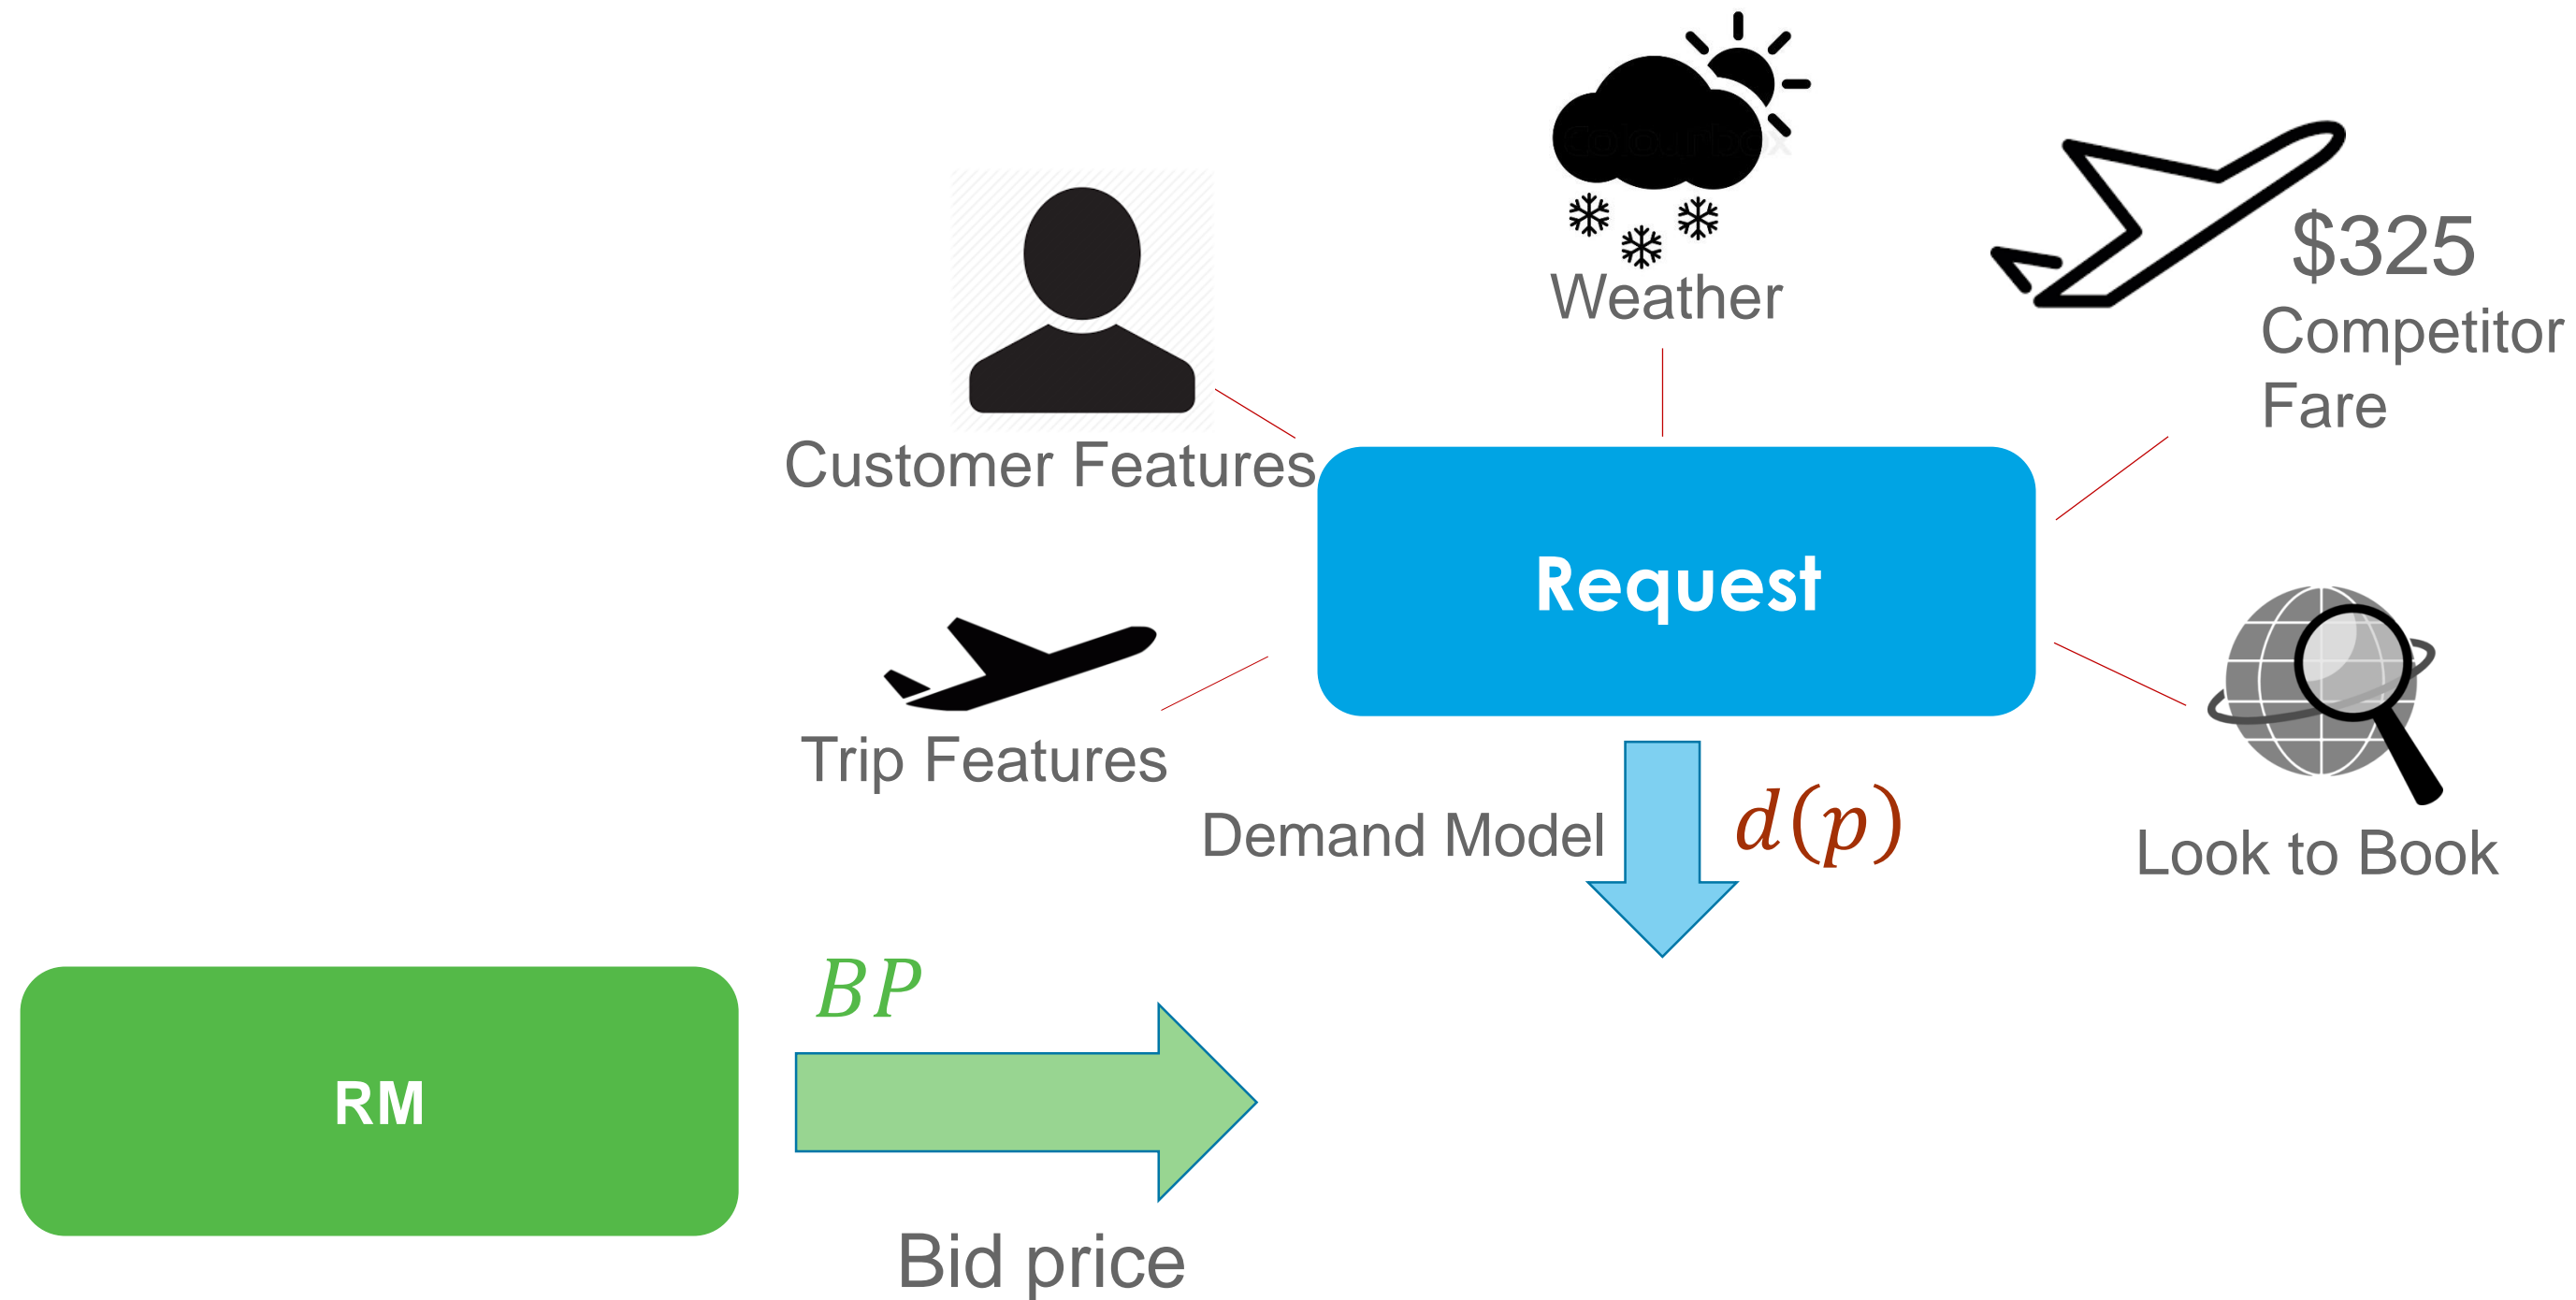 Weather
$325
Competitor
Fare
Customer Features
Request
Trip Features
Demand Model
d(p)
Look to Book
BP
RM
Bid price